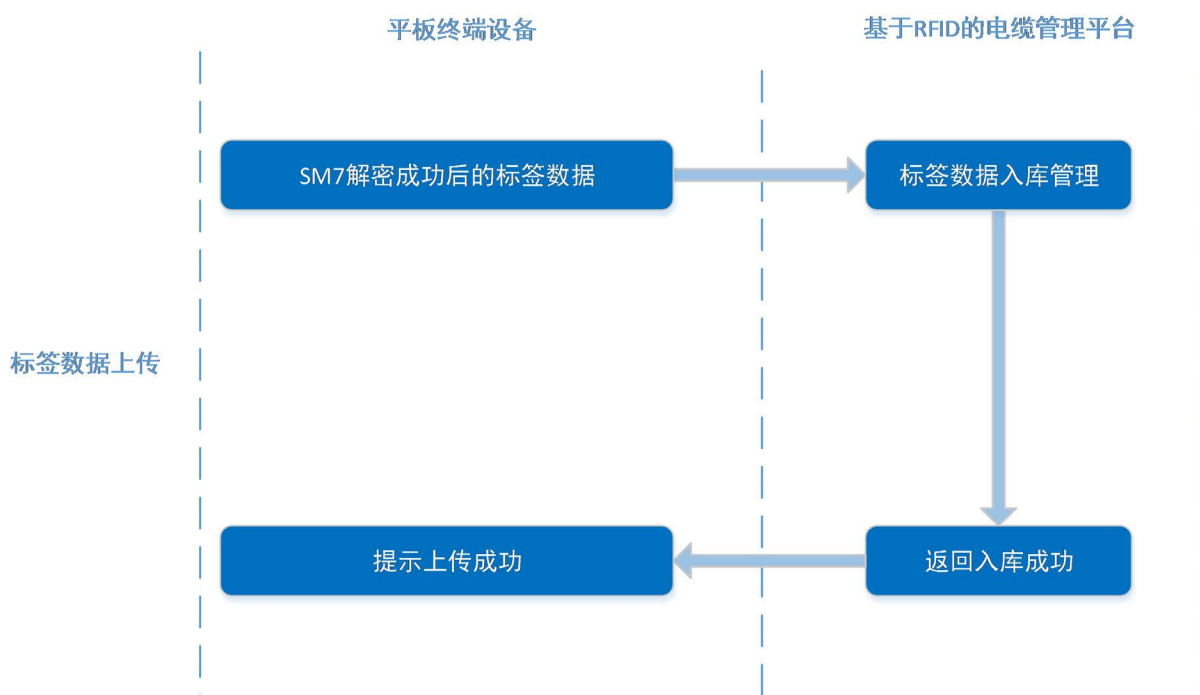 平板终端设备
基于RFID的电缆管理平台
SM7解密成功后的标签数据
标签数据入库管理
标签数据上传
提示上传成功
返回入库成功